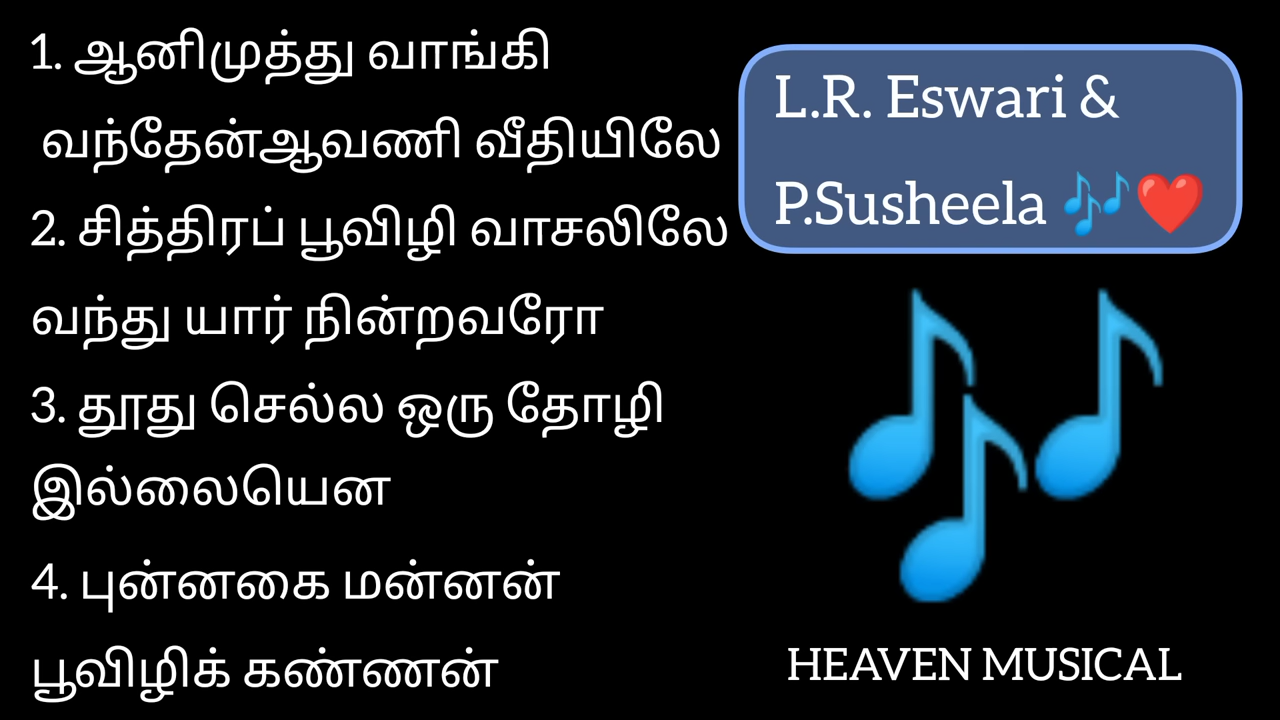 1. ஆனிமுத்து வாங்கி
வந்தேன்ஆவணி வீதியிலே
2. சித்திரப் பூவிழி வாசலிலே
வந்து யார் நின்றவரோ
3. தூது செல்ல ஒரு தோழி
இல்லையென
4. புன்னகை மன்னன்
பூவிழிக் கண்ணன்
L.R. Eswari &
P.Susheela 🎶❤️
HEAVEN MUSICAL